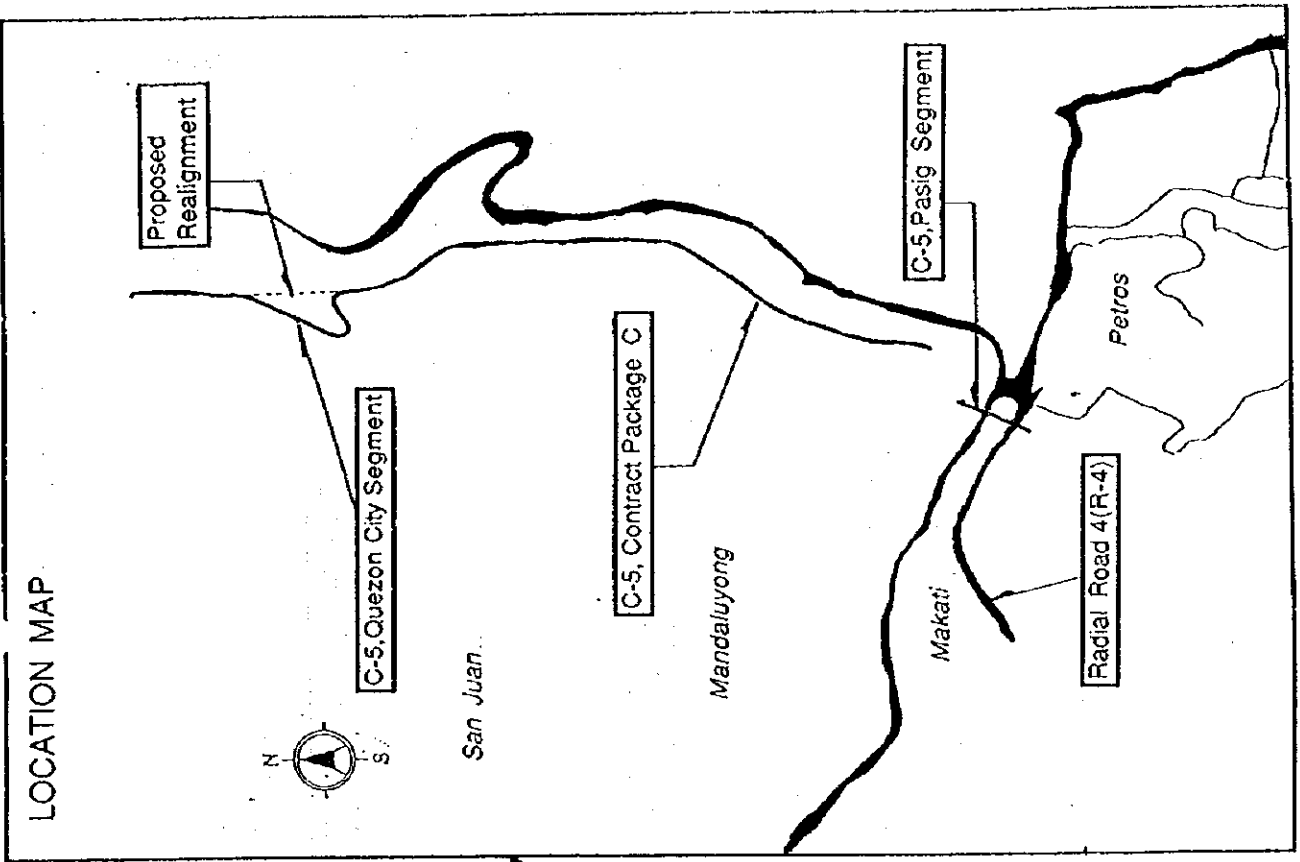 LOCATION MAP
Proposed
Realignment
N
S
C-5,Quezon City Segment
San Juan
C-5, Contract Package C
Mandaluyong
C-5,Pasig Segment
Petros
Makati
Radial Road 4(R-4)